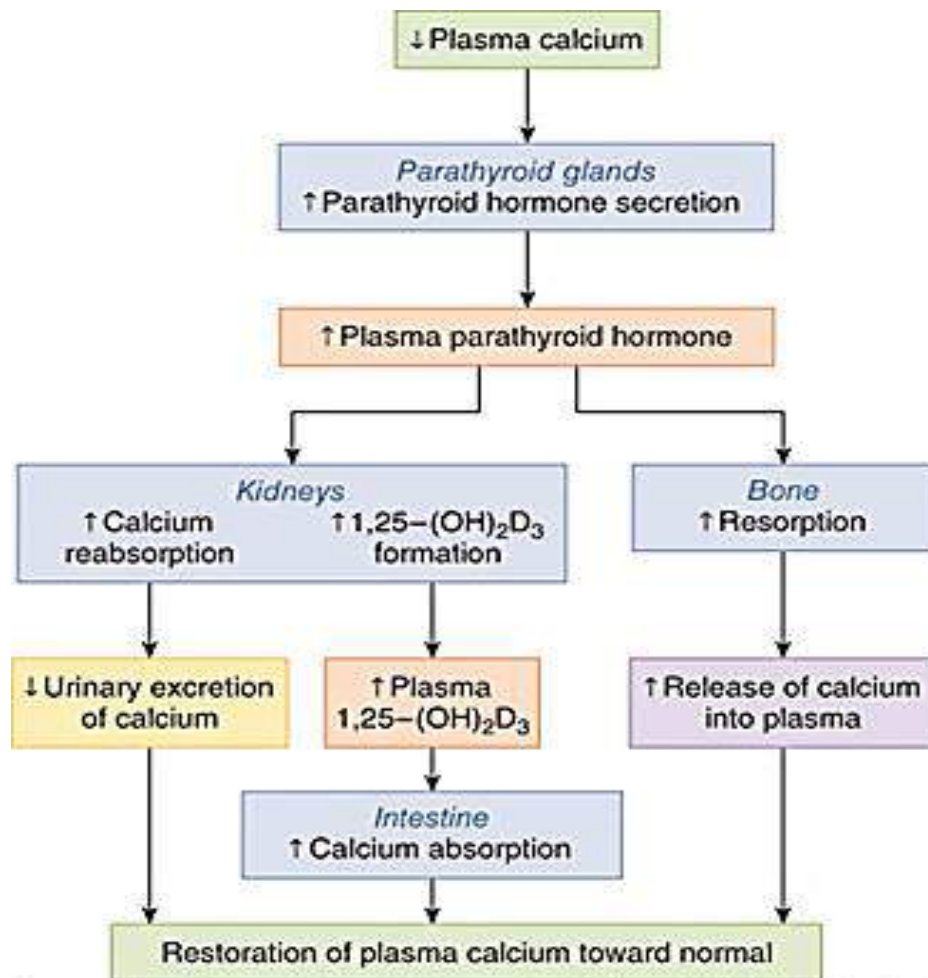 ↓Plasma calcium
Parathyroid glands
↑Parathyroid hormone secretion
↑Plasma parathyroid hormone
Kidneys
↑Calcium
reabsorption
↑1,25–(OH)₂D₃
formation
Bone
↑Resorption
↓Urinary excretion
of calcium
↑Plasma
1,25–(OH)₂D₃
↑Release of calcium
into plasma
Intestine
↑Calcium absorption
Restoration of plasma calcium toward normal